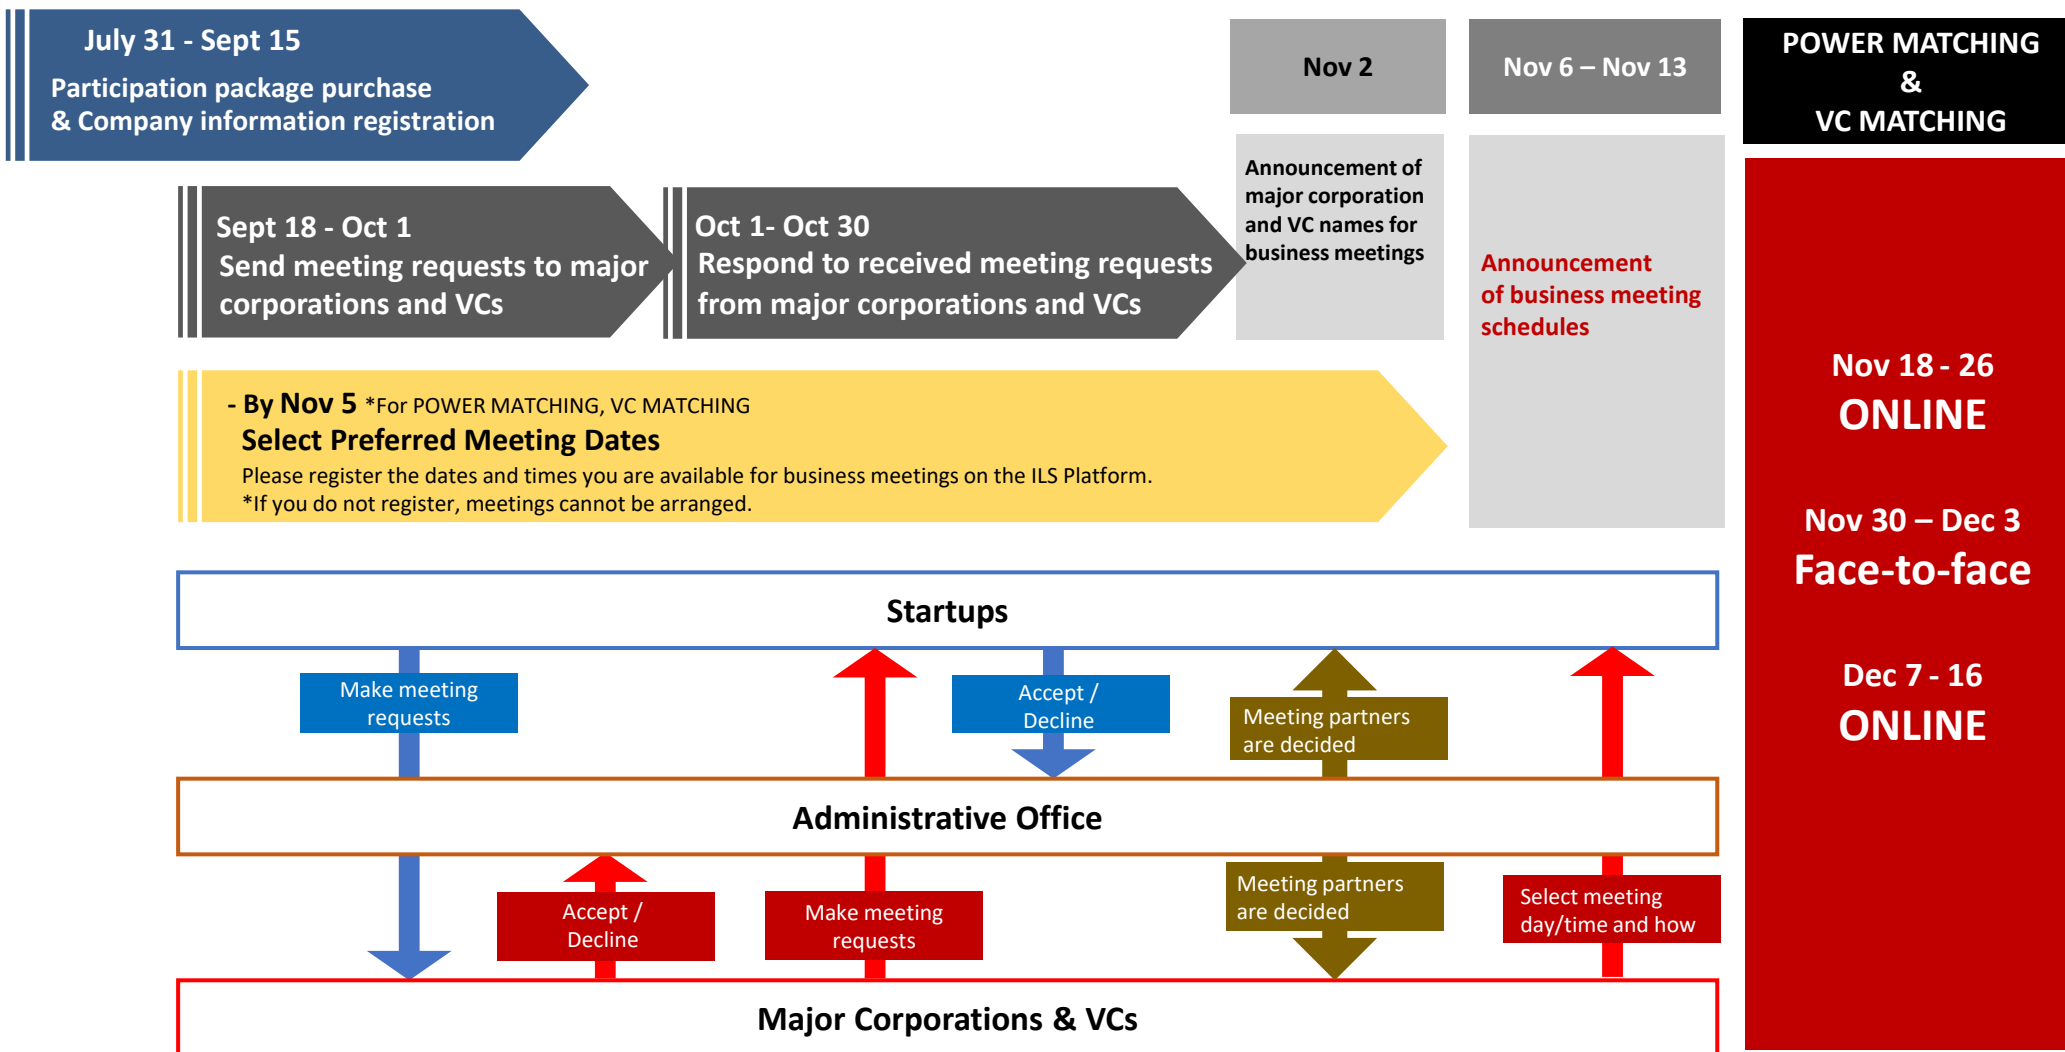 July 31 - Sept 15
Participation package purchase
& Company information registration
Nov 2
Nov 6 – Nov 13
POWER MATCHING
&
VC MATCHING
Sept 18 - Oct 1
Send meeting requests to major
corporations and VCs
Oct 1- Oct 30
Respond to received meeting requests
from major corporations and VCs
Announcement of
major corporation
and VC names for
business meetings
Announcement
of business meeting
schedules
- By Nov 5 *For POWER MATCHING, VC MATCHING
Select Preferred Meeting Dates
Please register the dates and times you are available for business meetings on the ILS Platform.
*If you do not register, meetings cannot be arranged.
Nov 18 - 26
ONLINE
Nov 30 – Dec 3
Face-to-face
Dec 7 - 16
ONLINE
Startups
Make meeting
requests
Accept /
Decline
Meeting partners
are decided
Administrative Office
Accept /
Decline
Make meeting
requests
Meeting partners
are decided
Select meeting
day/time and how
Major Corporations & VCs